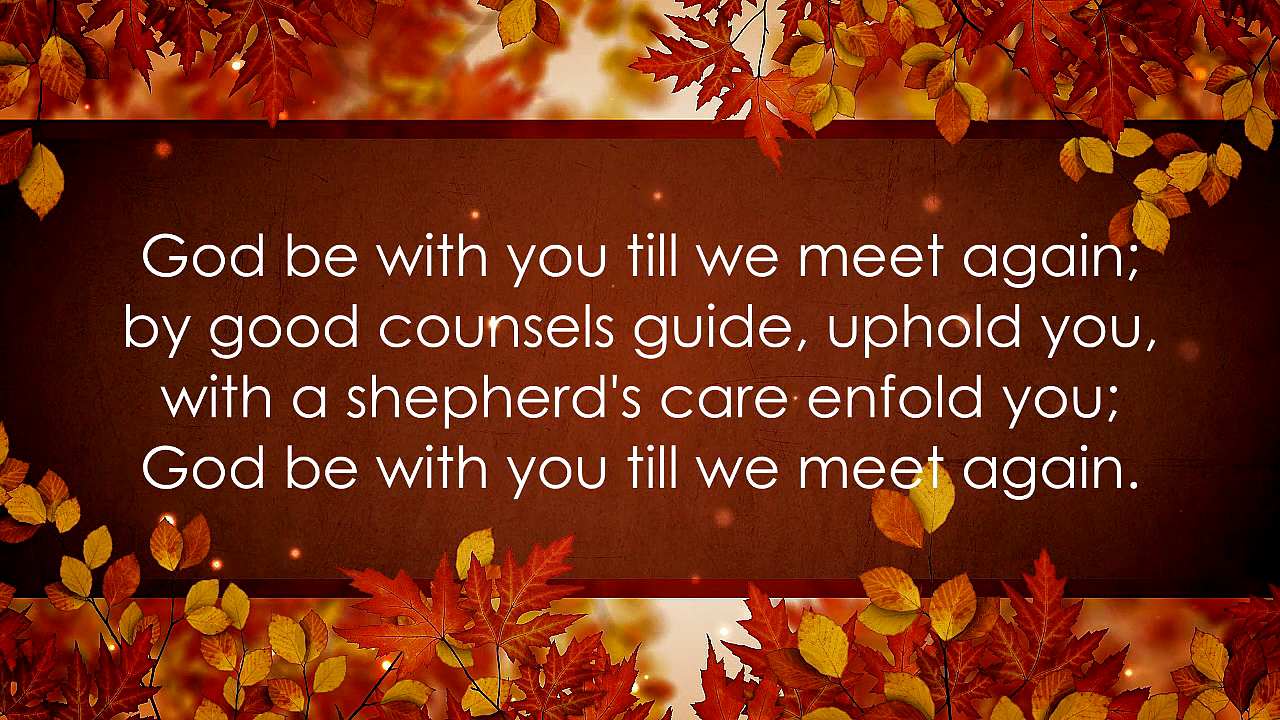 God be with you till we meet again;
by good counsels guide, uphold you,
with a shepherd's care enfold you;
God be with you till we meet again.